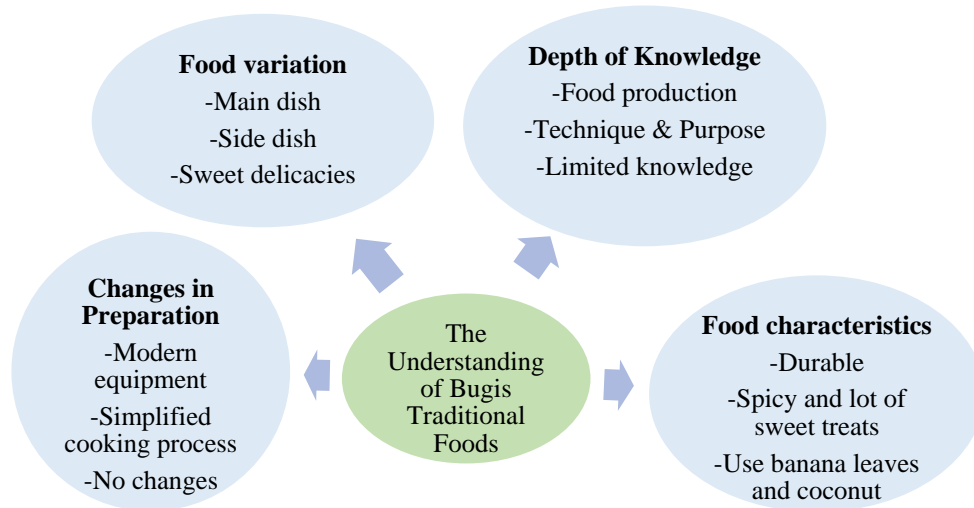 Food variation
-Main dish
-Side dish
-Sweet delicacies
Depth of Knowledge
-Food production
-Technique & Purpose
-Limited knowledge
Changes in
Preparation
-Modern
equipment
-Simplified
cooking process
-No changes
The
Understanding
of Bugis
Traditional
Foods
Food characteristics
-Durable
-Spicy and lot of
sweet treats
-Use banana leaves
and coconut